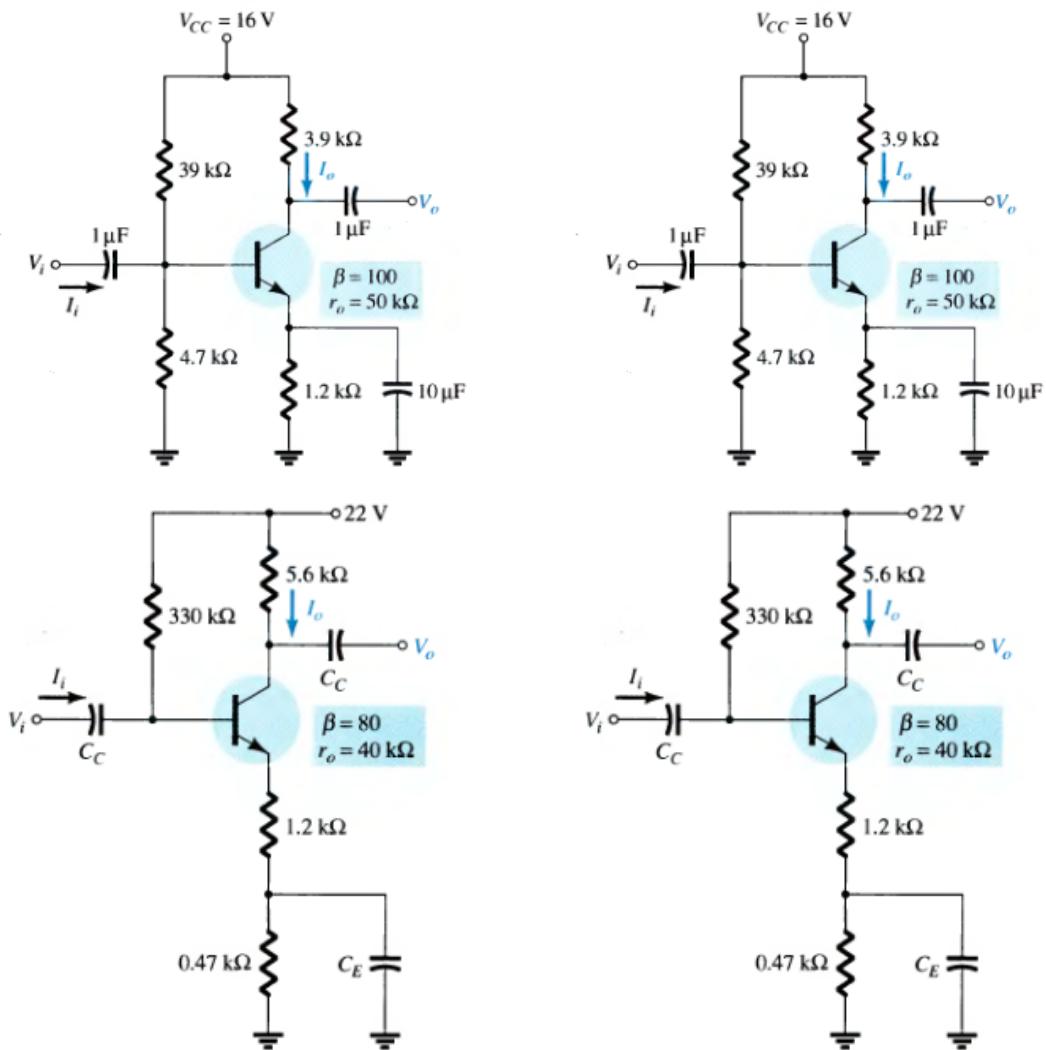 V_CC = 16 V
3.9 kΩ
39 kΩ
I_o
V_o
1 μF
1 μF
V_i
I_i
β = 100
r_o = 50 kΩ
4.7 kΩ
1.2 kΩ
10 μF
V_CC = 16 V
3.9 kΩ
39 kΩ
I_o
V_o
1 μF
1 μF
V_i
I_i
β = 100
r_o = 50 kΩ
4.7 kΩ
1.2 kΩ
10 μF
22 V
5.6 kΩ
330 kΩ
I_o
V_o
I_i
C_C
V_i
C_C
β = 80
r_o = 40 kΩ
1.2 kΩ
0.47 kΩ
C_E
22 V
5.6 kΩ
330 kΩ
I_o
V_o
I_i
C_C
V_i
C_C
β = 80
r_o = 40 kΩ
1.2 kΩ
0.47 kΩ
C_E